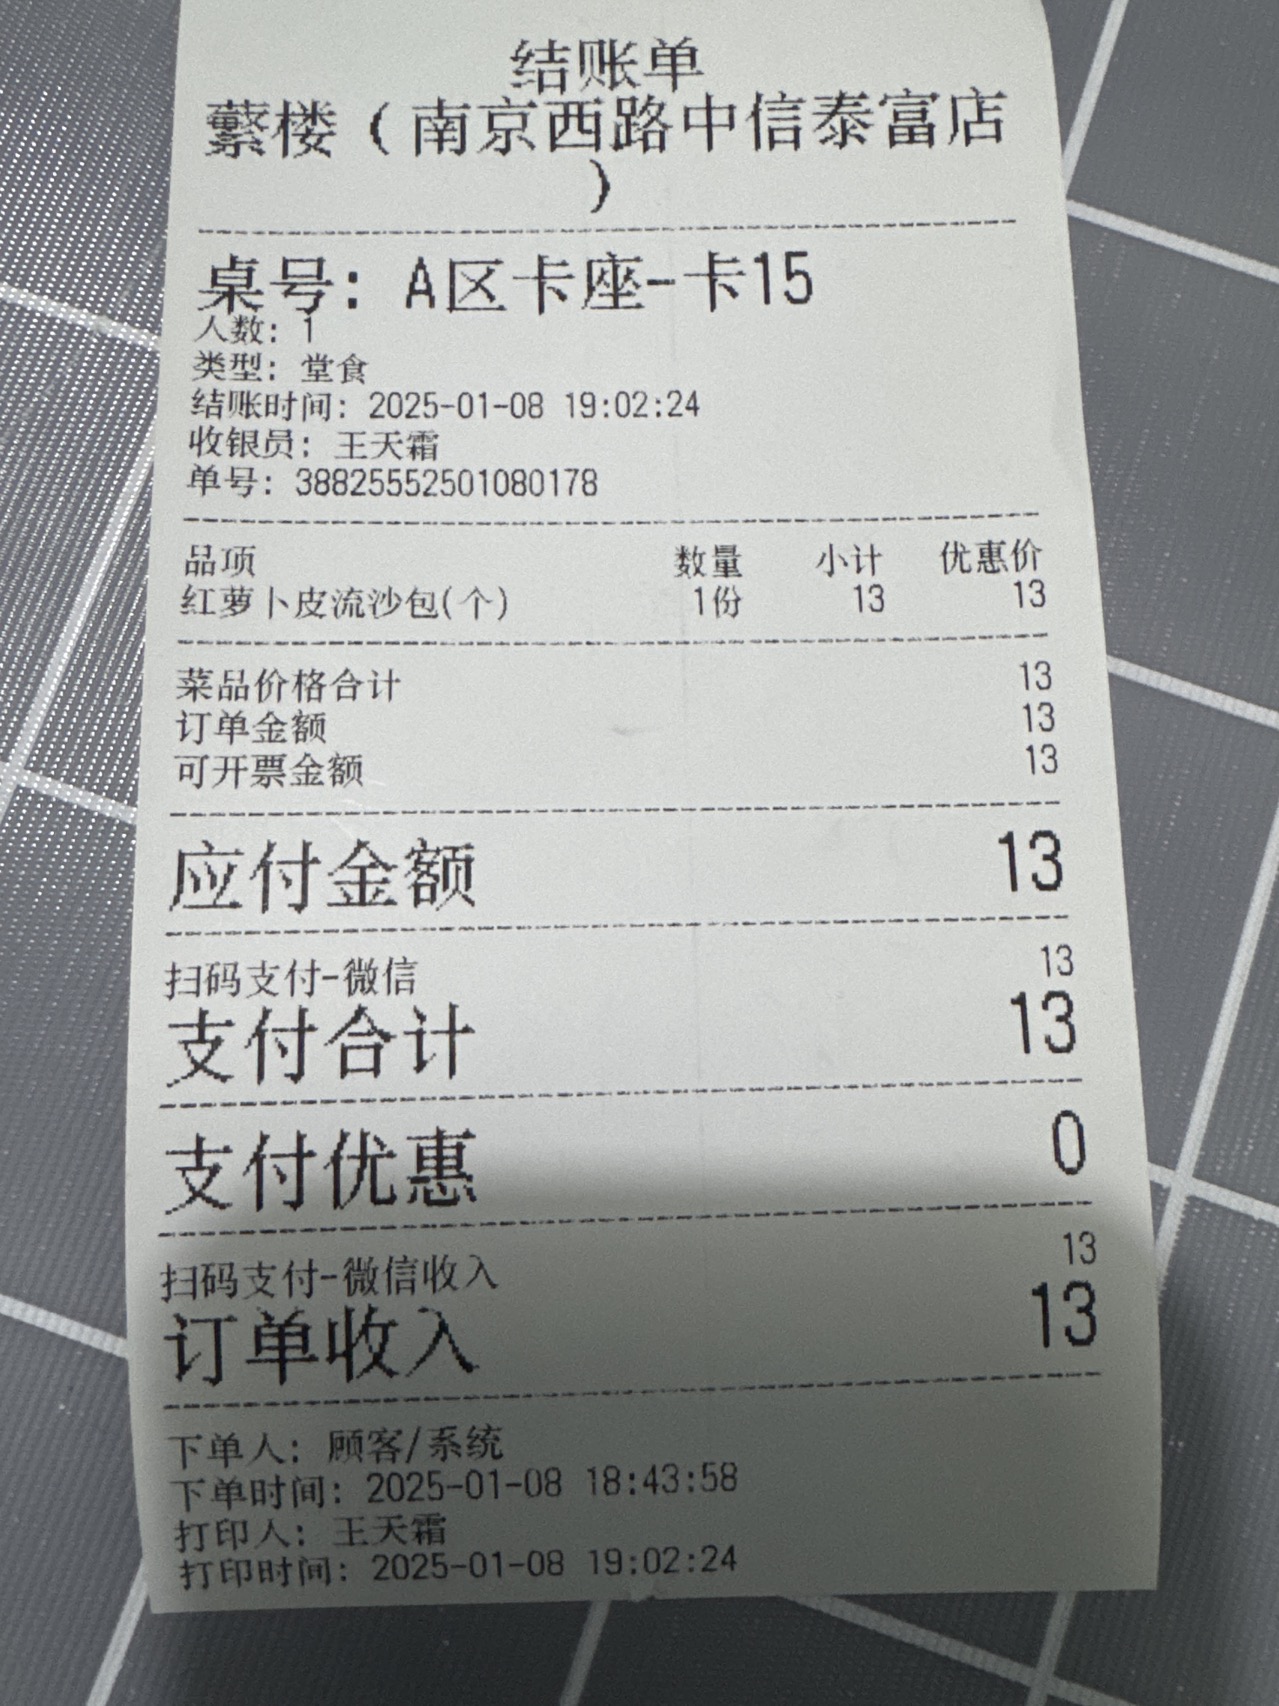 结账单
蘩楼（南京西路中信泰富店
）
桌号：A区卡座-卡15
人数：1
类型：堂食
结账时间：2025-01-08 19:02:24
收银员：王天霜
单号：38825552501080178
品项 数量 小计 优惠价
红萝卜皮流沙包(个) 1份 13 13
菜品价格合计 13
订单金额 13
可开票金额 13
应付金额 13
扫码支付-微信 13
支付合计 13
支付优惠 0
扫码支付-微信收入 13
订单收入 13
下单人：顾客/系统
下单时间：2025-01-08 18:43:58
打印人：王天霜
打印时间：2025-01-08 19:02:24